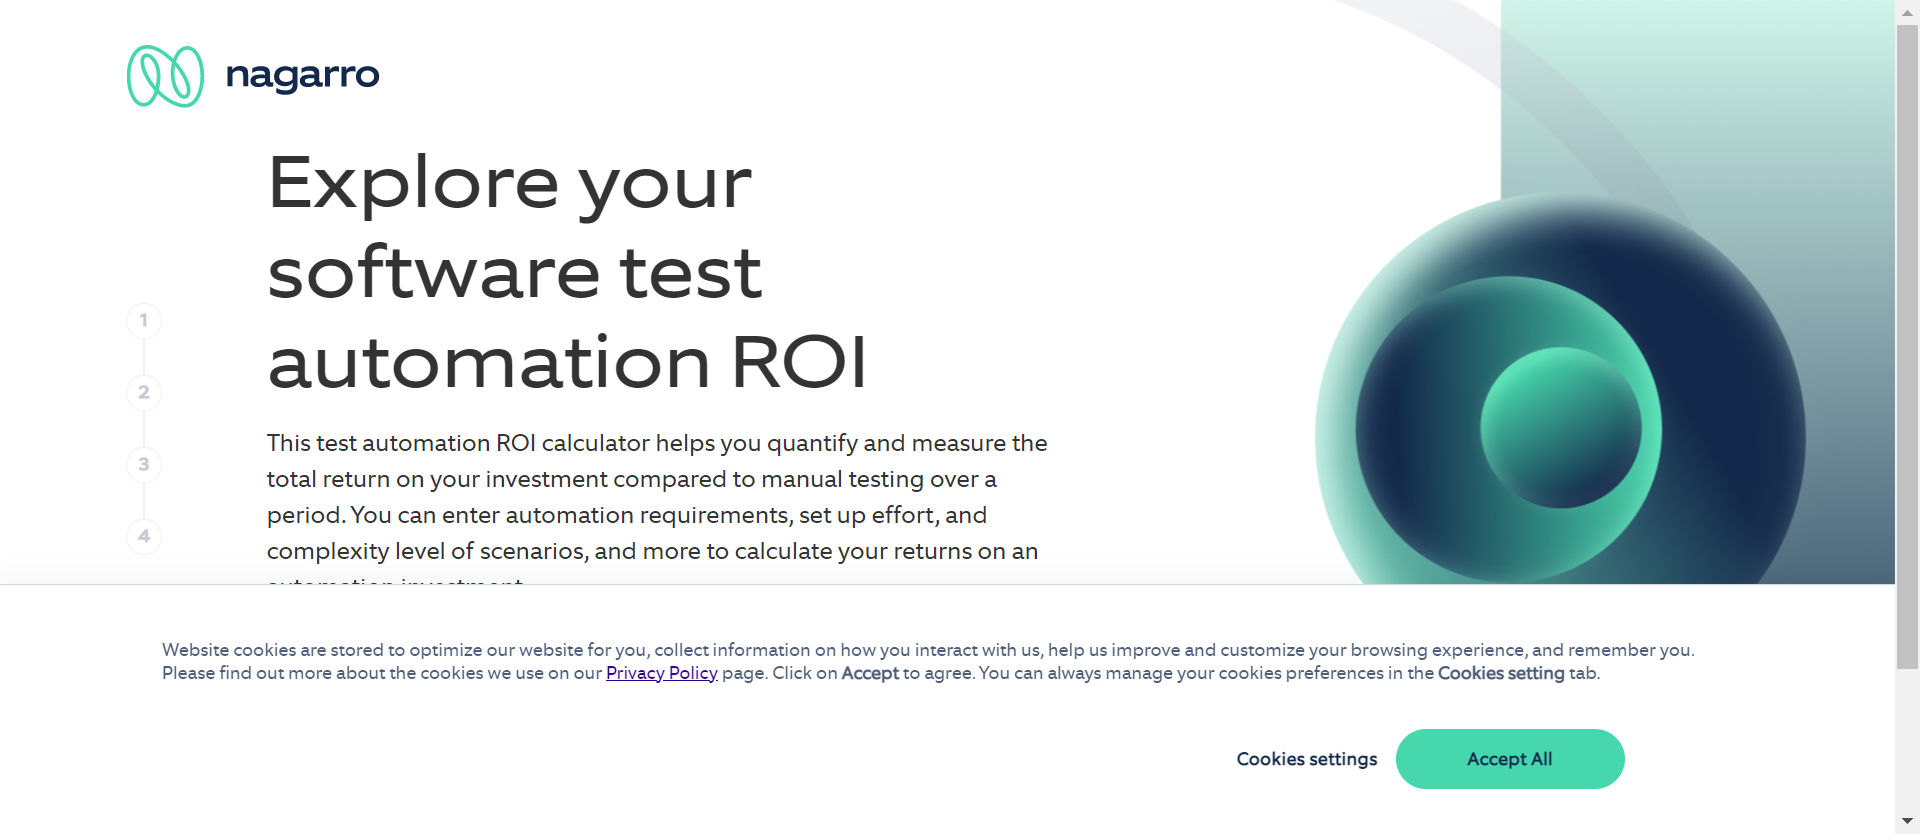 nagarro
Explore your
software test
automation ROI
1
2
3
4
This test automation ROI calculator helps you quantify and measure the
total return on your investment compared to manual testing over a
period. You can enter automation requirements, set up effort, and
complexity level of scenarios, and more to calculate your returns on an
automation investment.
Website cookies are stored to optimize our website for you, collect information on how you interact with us, help us improve and customize your browsing experience, and remember you.
Please find out more about the cookies we use on our Privacy Policy page. Click on Accept to agree. You can always manage your cookies preferences in the Cookies setting tab.
Cookies settings
Accept All